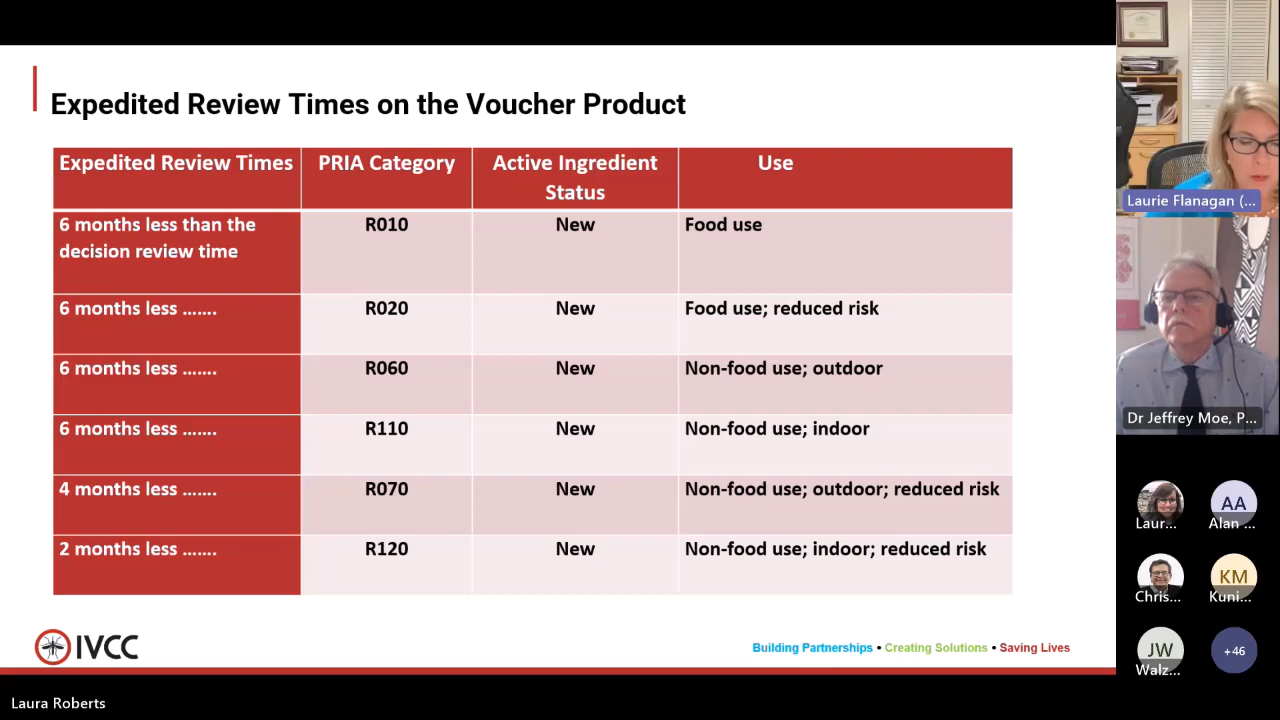 Expedited Review Times on the Voucher Product
Expedited Review Times PRIA Category Active Ingredient Status Use
6 months less than the decision review time R010 New Food use
6 months less ....... R020 New Food use; reduced risk
6 months less ....... R060 New Non-food use; outdoor
6 months less ....... R110 New Non-food use; indoor
4 months less ....... R070 New Non-food use; outdoor; reduced risk
2 months less ....... R120 New Non-food use; indoor; reduced risk
IVCC
Building Partnerships • Creating Solutions • Saving Lives
Laura Roberts
Laurie Flanagan (...
Dr Jeffrey Moe, P...
Laur...
AA
Alan ...
Chris...
KM
Kuni...
JW
Walz...
+46